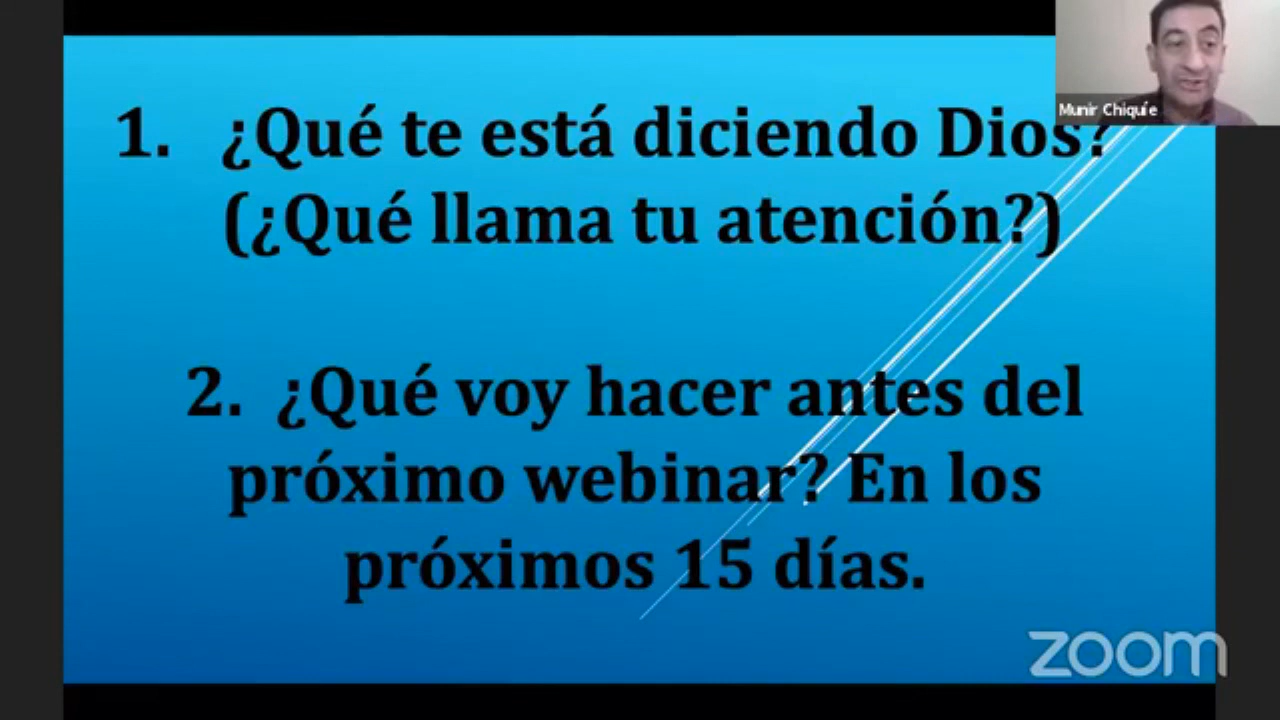 Munir Chiquíe
1. ¿Qué te está diciendo Dios?
(¿Qué llama tu atención?)
2. ¿Qué voy hacer antes del
próximo webinar? En los
próximos 15 días.
zoom